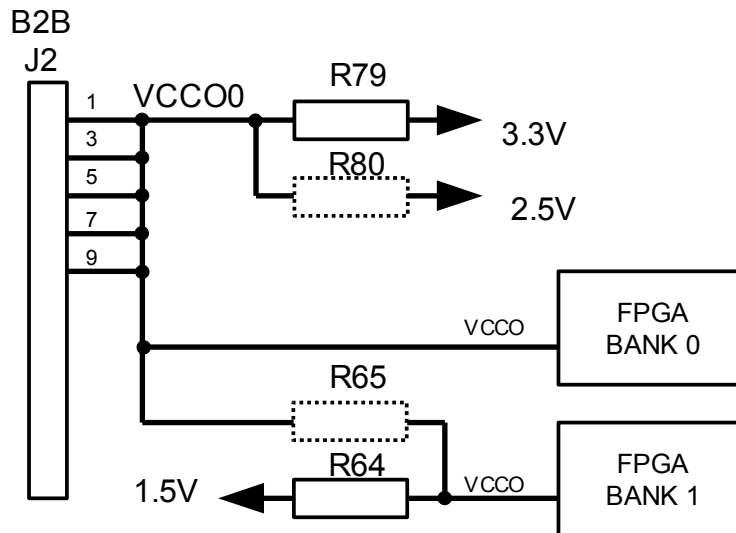 B2B
J2
1
3
5
7
9
VCCO0
R79
3.3V
R80
2.5V
VCCO
FPGA
BANK 0
R65
R64
1.5V
VCCO
FPGA
BANK 1